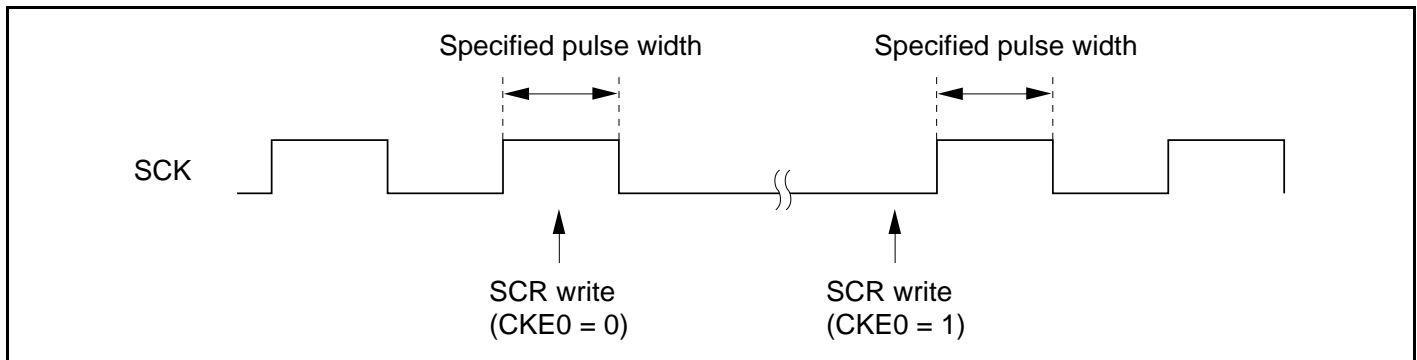 Specified pulse width Specified pulse width
SCK
SCR write SCR write
(CKE0 = 0) (CKE0 = 1)